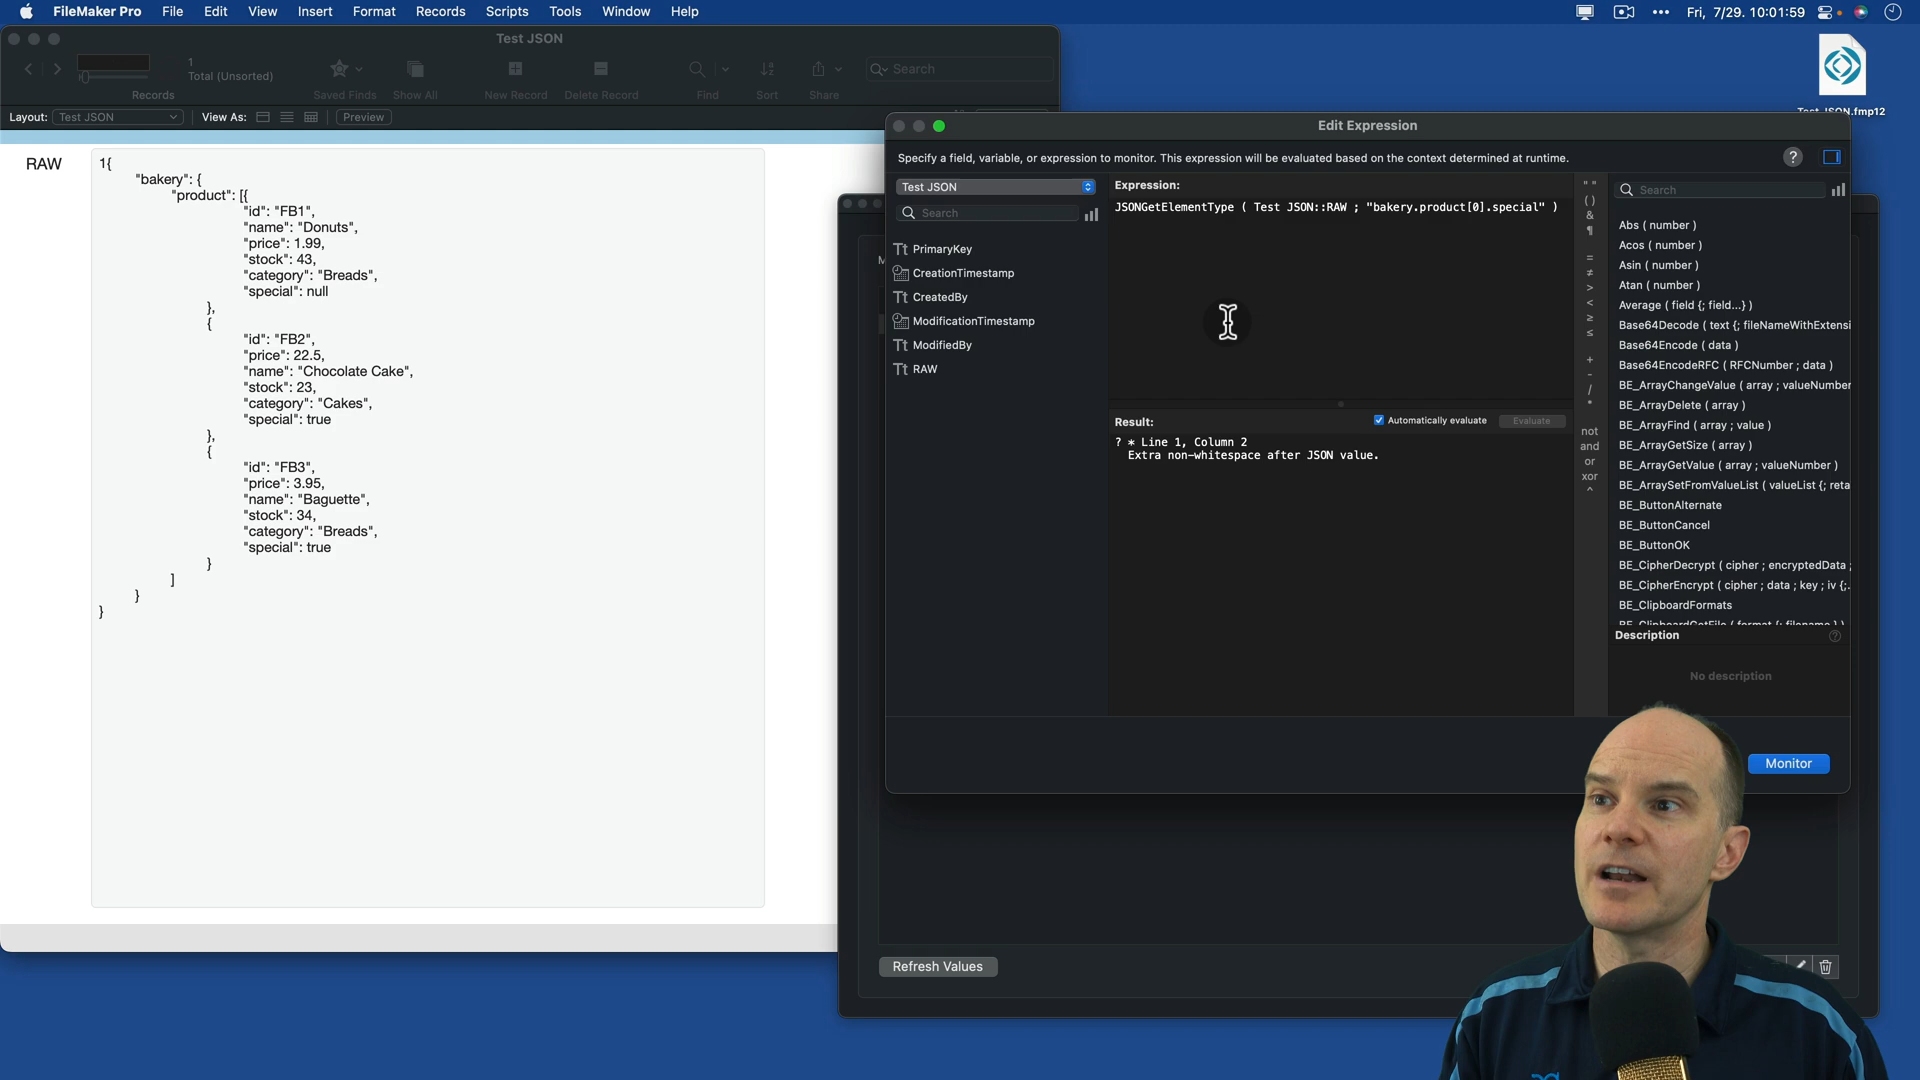 FileMaker Pro File Edit View Insert Format Records Scripts Tools Window Help
Fri, 7/29. 10:01:59
Test JSON
1
Total (Unsorted)
Records
Saved Finds
Show All
New Record
Delete Record
Find
Sort
Share
Search
Layout: Test JSON
View As:
Preview
RAW
1{
"bakery": {
"product": [{
"id": "FB1",
"name": "Donuts",
"price": 1.99,
"stock": 43,
"category": "Breads",
"special": null
},
{
"id": "FB2",
"price": 22.5,
"name": "Chocolate Cake",
"stock": 23,
"category": "Cakes",
"special": true
},
{
"id": "FB3",
"price": 3.95,
"name": "Baguette",
"stock": 34,
"category": "Breads",
"special": true
}
]
}
}
Test JSON.fmp12
Edit Expression
Specify a field, variable, or expression to monitor. This expression will be evaluated based on the context determined at runtime.
?
Test JSON
Search
PrimaryKey
CreationTimestamp
CreatedBy
ModificationTimestamp
ModifiedBy
RAW
Expression:
JSONGetElementType ( Test JSON::RAW ; "bakery.product[0].special" )
Result:
Automatically evaluate
Evaluate
? * Line 1, Column 2
Extra non-whitespace after JSON value.
" "
( )
&
¶
=
≠
>
<
≥
≤
+
-
/
*
not
and
or
xor
^
Search
Abs ( number )
Acos ( number )
Asin ( number )
Atan ( number )
Average ( field {; field...} )
Base64Decode ( text {; fileNameWithExtensi
Base64Encode ( data )
Base64EncodeRFC ( RFCNumber ; data )
BE_ArrayChangeValue ( array ; valueNumber
BE_ArrayDelete ( array )
BE_ArrayFind ( array ; value )
BE_ArrayGetSize ( array )
BE_ArrayGetValue ( array ; valueNumber )
BE_ArraySetFromValueList ( valueList {; reta
BE_ButtonAlternate
BE_ButtonCancel
BE_ButtonOK
BE_CipherDecrypt ( cipher ; encryptedData ;
BE_CipherEncrypt ( cipher ; data ; key ; iv {;.
BE_ClipboardFormats
BE_ClipboardGetFile ( format {; filename } )
Description
?
No description
Monitor
Refresh Values